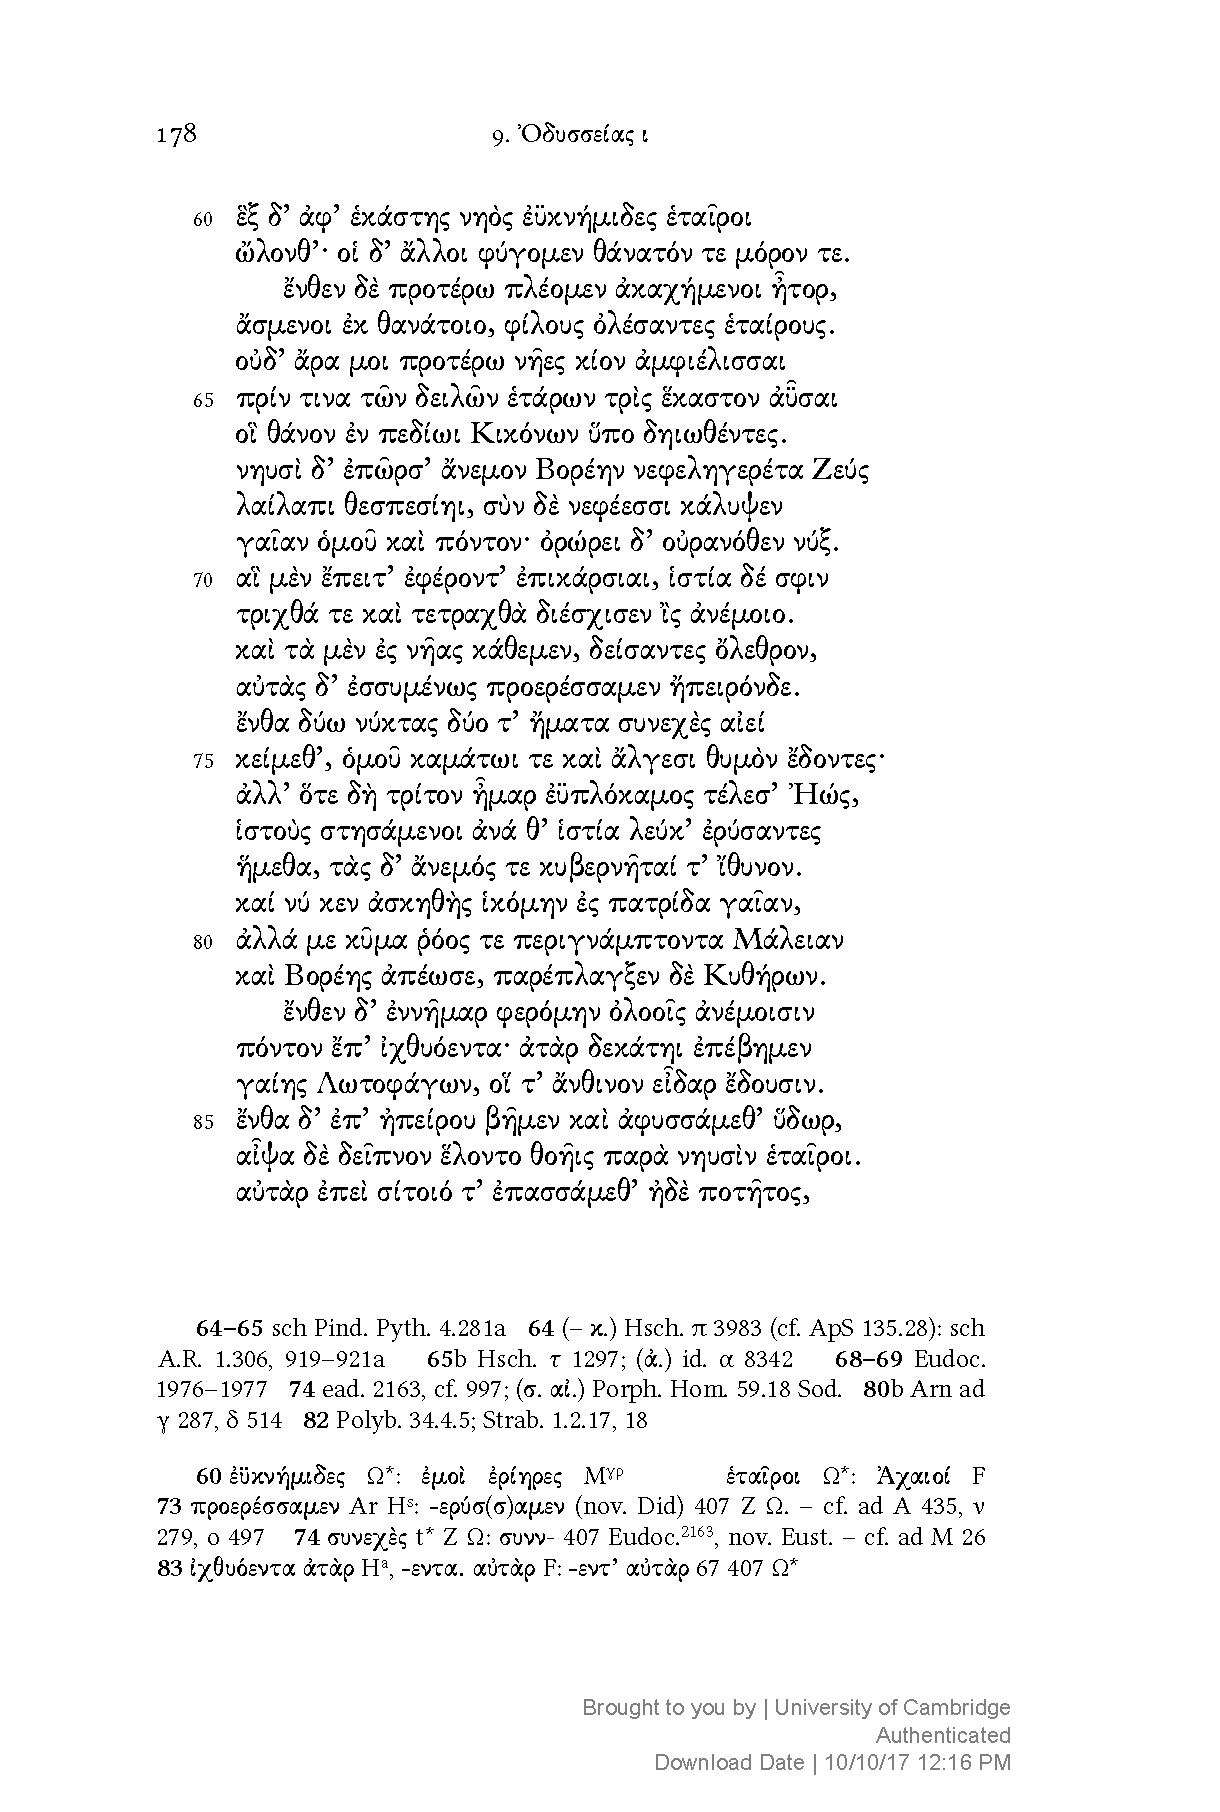 178 9. Ὀδυσσείας ι
60 ἓξ δ’ ἀφ’ ἑκάστης νηὸς ἐϋκνήμιδες ἑταῖροι
ὤλονθ’· οἱ δ’ ἄλλοι φύγομεν θάνατόν τε μόρον τε.
ἔνθεν δὲ προτέρω πλέομεν ἀκαχήμενοι ἦτορ,
ἄσμενοι ἐκ θανάτοιο, φίλους ὀλέσαντες ἑταίρους.
οὐδ’ ἄρα μοι προτέρω νῆες κίον ἀμφιέλισσαι
65 πρίν τινα τῶν δειλῶν ἑτάρων τρὶς ἕκαστον ἀῧσαι
οἳ θάνον ἐν πεδίωι Κικόνων ὕπο δηιωθέντες.
νηυσὶ δ’ ἐπῶρσ’ ἄνεμον Βορέην νεφεληγερέτα Ζεύς
λαίλαπι θεσπεσίηι, σὺν δὲ νεφέεσσι κάλυψεν
γαῖαν ὁμοῦ καὶ πόντον· ὀρώρει δ’ οὐρανόθεν νύξ.
70 αἳ μὲν ἔπειτ’ ἐφέροντ’ ἐπικάρσιαι, ἱστία δέ σφιν
τριχθά τε καὶ τετραχθὰ διέσχισεν ἲς ἀνέμοιο.
καὶ τὰ μὲν ἐς νῆας κάθεμεν, δείσαντες ὄλεθρον,
αὐτὰς δ’ ἐσσυμένως προερέσσαμεν ἤπειρόνδε.
ἔνθα δύω νύκτας δύο τ’ ἤματα συνεχὲς αἰεί
75 κείμεθ’, ὁμοῦ καμάτωι τε καὶ ἄλγεσι θυμὸν ἔδοντες·
ἀλλ’ ὅτε δὴ τρίτον ἦμαρ ἐϋπλόκαμος τέλεσ’ Ἠώς,
ἱστοὺς στησάμενοι ἀνά θ’ ἱστία λεύκ’ ἐρύσαντες
ἥμεθα, τὰς δ’ ἄνεμός τε κυβερνῆταί τ’ ἴθυνον.
καί νύ κεν ἀσκηθὴς ἱκόμην ἐς πατρίδα γαῖαν,
80 ἀλλά με κῦμα ῥόος τε περιγνάμπτοντα Μάλειαν
καὶ Βορέης ἀπέωσε, παρέπλαγξεν δὲ Κυθήρων.
ἔνθεν δ’ ἐννῆμαρ φερόμην ὀλοοῖς ἀνέμοισιν
πόντον ἔπ’ ἰχθυόεντα· ἀτὰρ δεκάτηι ἐπέβημεν
γαίης Λωτοφάγων, οἵ τ’ ἄνθινον εἶδαρ ἔδουσιν.
85 ἔνθα δ’ ἐπ’ ἠπείρου βῆμεν καὶ ἀφυσσάμεθ’ ὕδωρ,
αἶψα δὲ δεῖπνον ἕλοντο θοῆις παρὰ νηυσὶν ἑταῖροι.
αὐτὰρ ἐπεὶ σίτοιό τ’ ἐπασσάμεθ’ ἠδὲ ποτῆτος,
64–65 sch Pind. Pyth. 4.281a 64 (– κ.) Hsch. π 3983 (cf. ApS 135.28): sch
A.R. 1.306, 919–921a 65b Hsch. τ 1297; (ἀ.) id. α 8342 68–69 Eudoc.
1976–1977 74 ead. 2163, cf. 997; (σ. αἰ.) Porph. Hom. 59.18 Sod. 80b Arn ad
γ 287, δ 514 82 Polyb. 34.4.5; Strab. 1.2.17, 18
60 ἐϋκνήμιδες Ω*: ἐμοὶ ἐρίηρες Mᵞᵖ ἑταῖροι Ω*: Ἀχαιοί F
73 προερέσσαμεν Ar Hˢ: -ερύσ(σ)αμεν (nov. Did) 407 Z Ω. – cf. ad A 435, ν
279, ο 497 74 συνεχὲς t* Z Ω: συνν- 407 Eudoc.²¹⁶³, nov. Eust. – cf. ad M 26
83 ἰχθυόεντα ἀτὰρ Hᵃ, -εντα. αὐτὰρ F: -εντ’ αὐτὰρ 67 407 Ω*
Brought to you by | University of Cambridge
Authenticated
Download Date | 10/10/17 12:16 PM